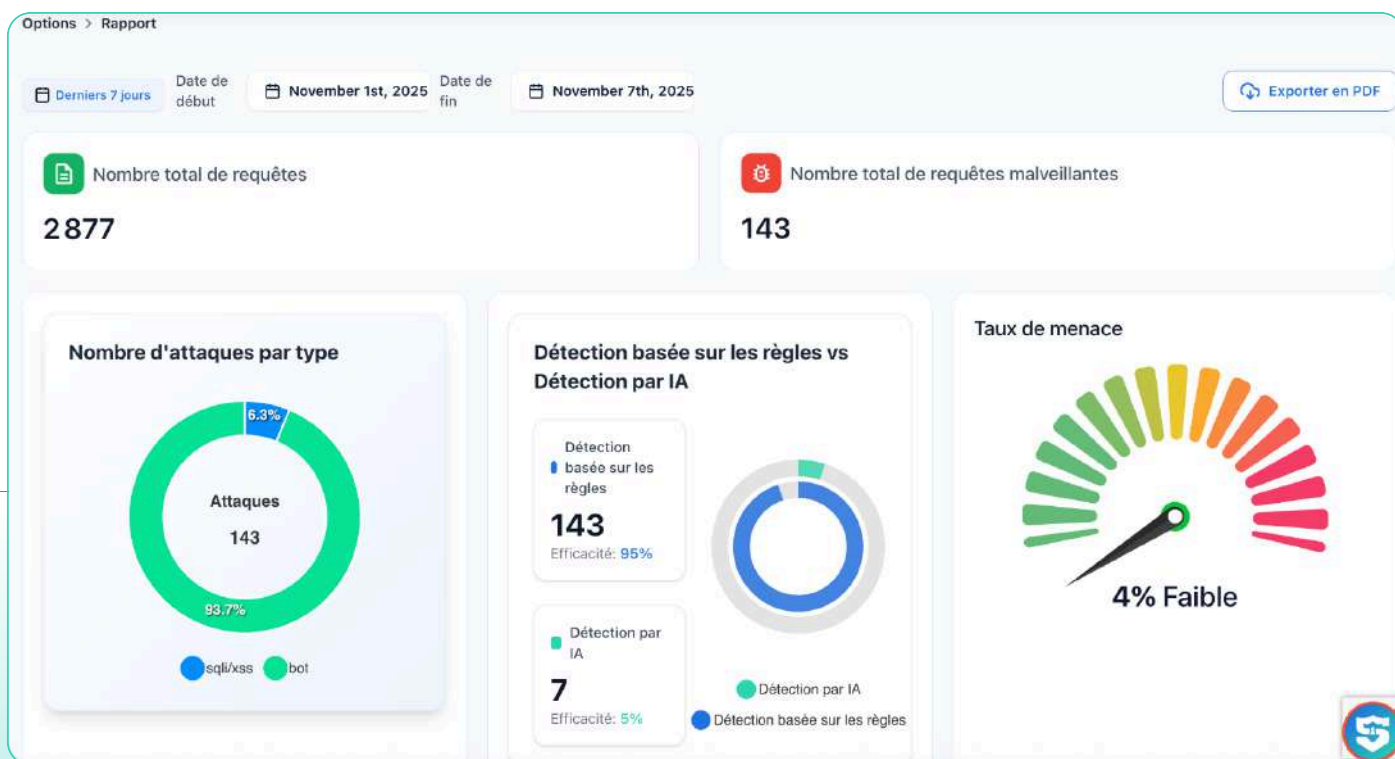 Options > Rapport
Derniers 7 jours
Date de
début
November 1st, 2025
Date de
fin
November 7th, 2025
Exporter en PDF
Nombre total de requêtes
2 877
Nombre total de requêtes malveillantes
143
Nombre d'attaques par type
6.3%
Attaques
143
93.7%
sqli/xss
bot
Détection basée sur les règles vs
Détection par IA
Détection
basée sur les
règles
143
Efficacité: 95%
Détection par
IA
7
Efficacité: 5%
Détection par IA
Détection basée sur les règles
Taux de menace
4% Faible